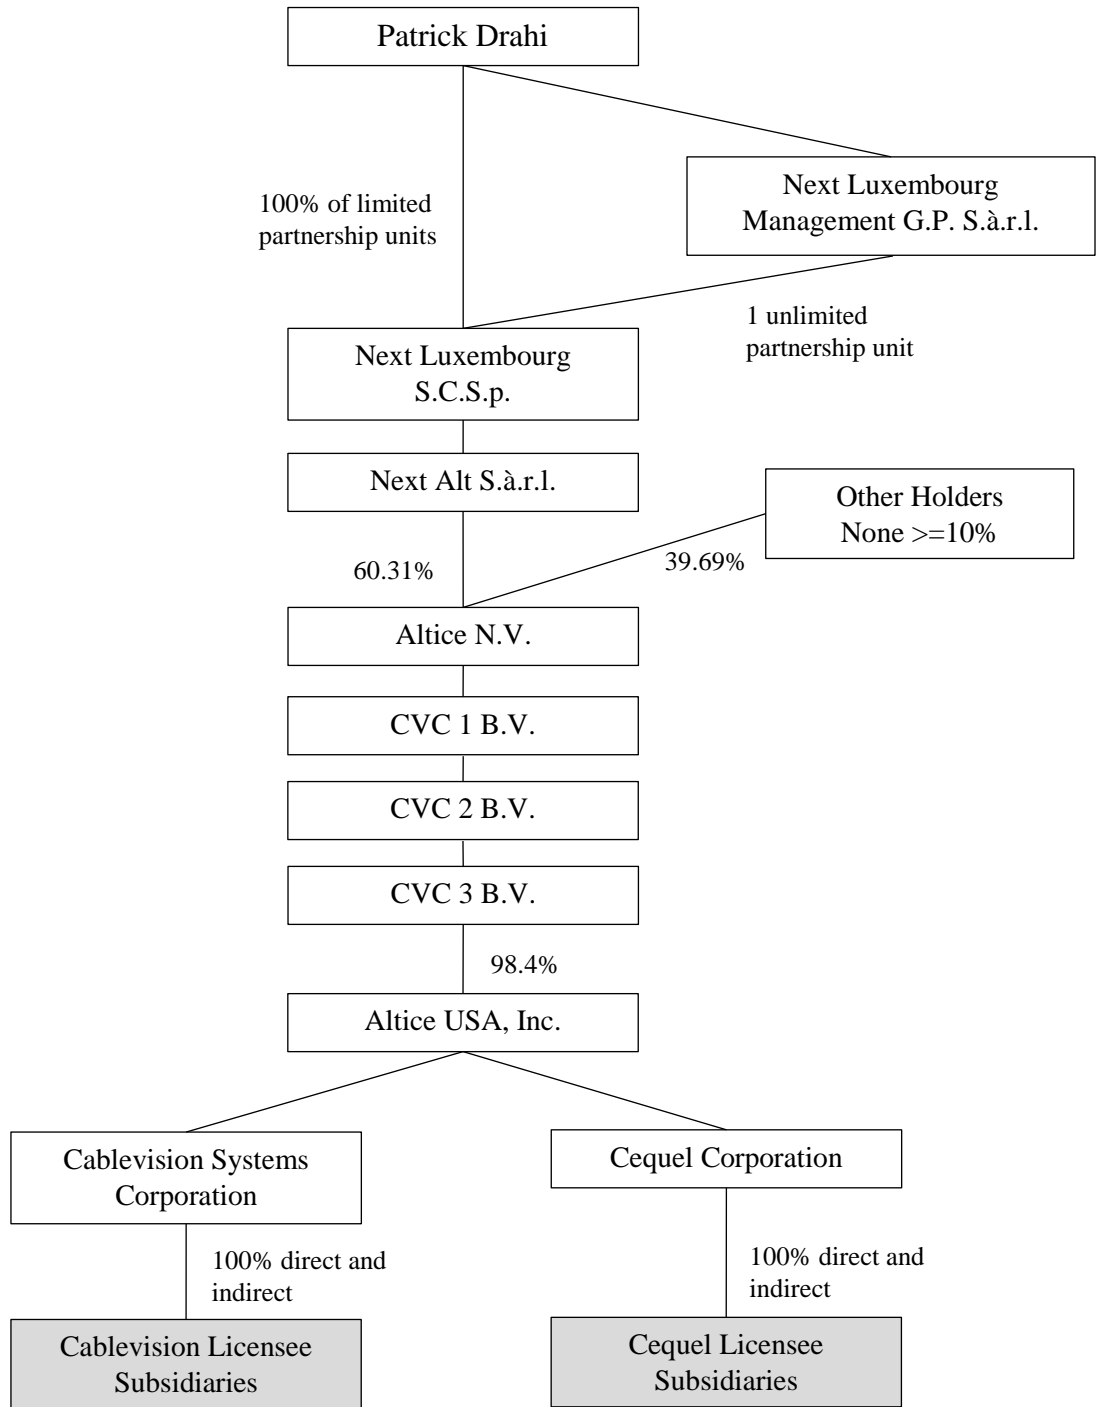 Patrick Drahi
Next Luxembourg
Management G.P. S.à.r.l.
100% of limited
partnership units
1 unlimited
partnership unit
Next Luxembourg
S.C.S.p.
Next Alt S.à.r.l.
Other Holders
None >=10%
60.31%
39.69%
Altice N.V.
CVC 1 B.V.
CVC 2 B.V.
CVC 3 B.V.
98.4%
Altice USA, Inc.
Cablevision Systems
Corporation
Cequel Corporation
100% direct and
indirect
100% direct and
indirect
Cablevision Licensee
Subsidiaries
Cequel Licensee
Subsidiaries